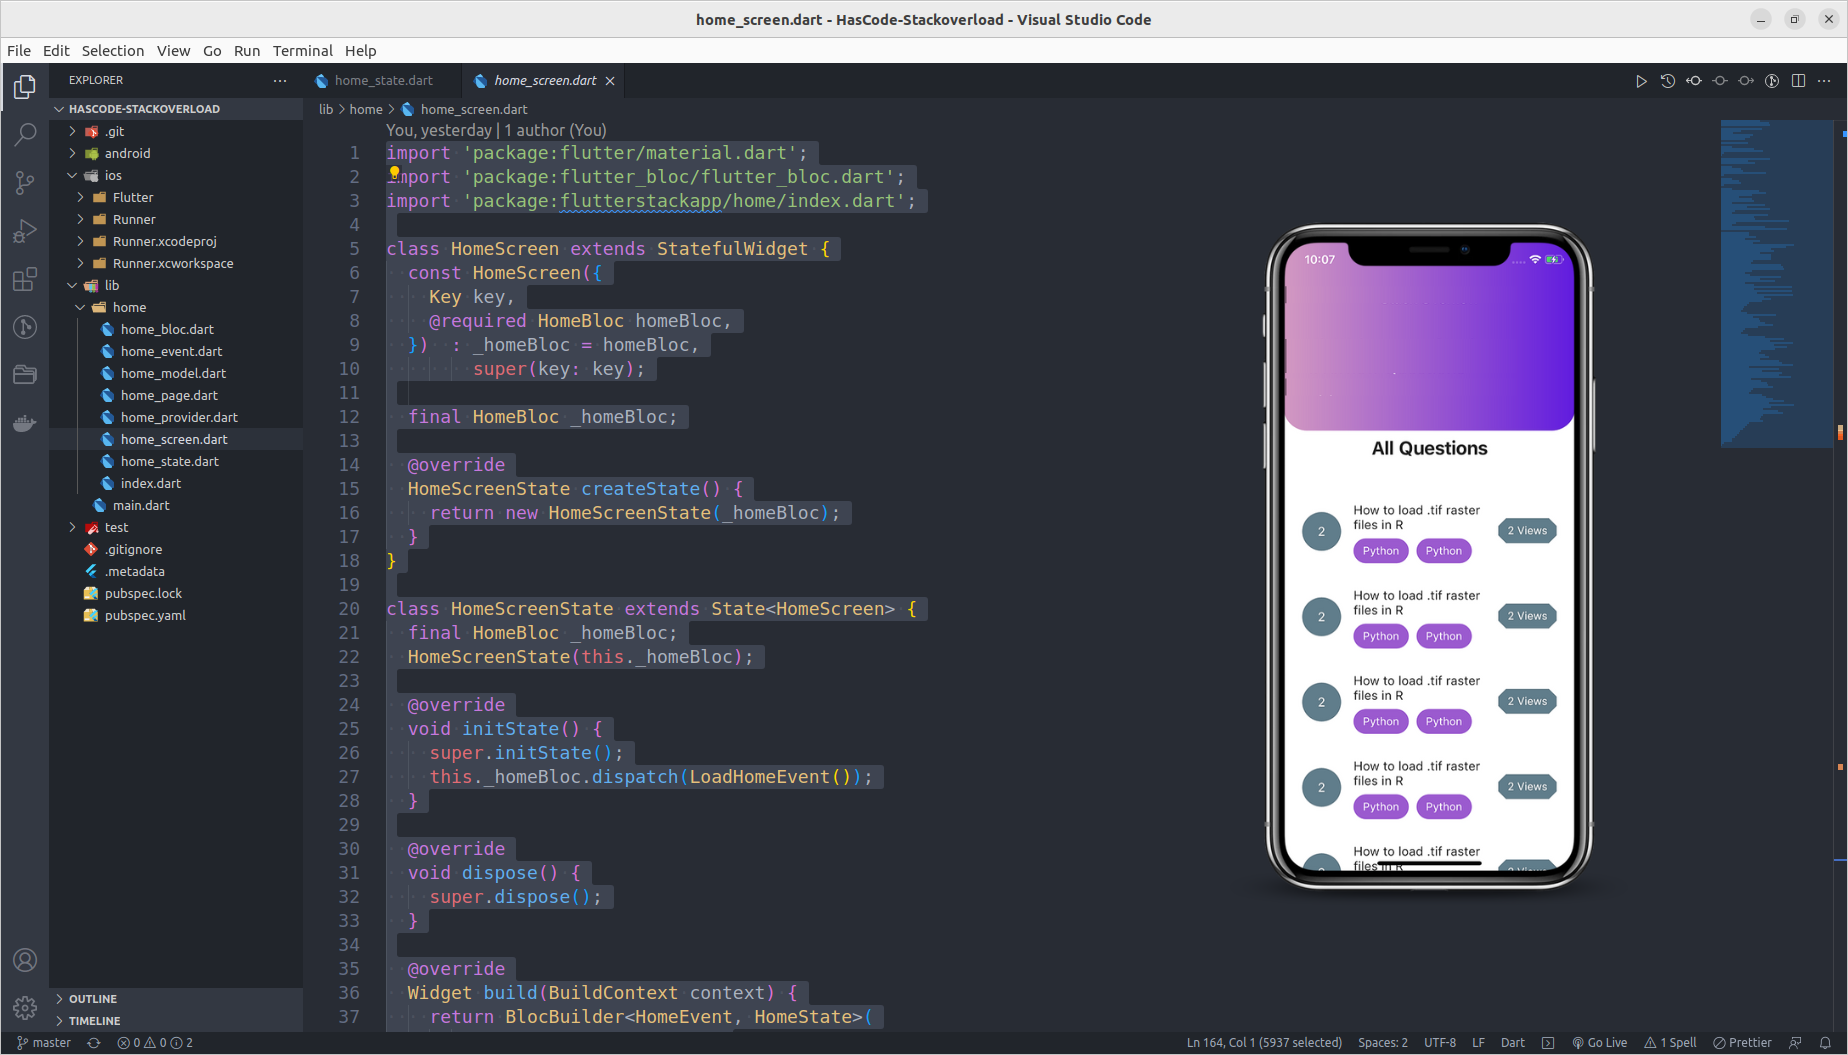 home_screen.dart - HasCode-Stackoverload - Visual Studio Code
File Edit Selection View Go Run Terminal Help
EXPLORER
HASCODE-STACKOVERLOAD
.git
android
ios
Flutter
Runner
Runner.xcodeproj
Runner.xcworkspace
lib
home
home_bloc.dart
home_event.dart
home_model.dart
home_page.dart
home_provider.dart
home_screen.dart
home_state.dart
index.dart
main.dart
test
.gitignore
.metadata
pubspec.lock
pubspec.yaml
OUTLINE
TIMELINE
home_state.dart home_screen.dart
lib > home > home_screen.dart
You, yesterday | 1 author (You)
1 import 'package:flutter/material.dart';
2 import 'package:flutter_bloc/flutter_bloc.dart';
3 import 'package:flutterstackapp/home/index.dart';
4
5 class HomeScreen extends StatefulWidget {
6 const HomeScreen({
7 Key key,
8 @required HomeBloc homeBloc,
9 }) : _homeBloc = homeBloc,
10 super(key: key);
11
12 final HomeBloc _homeBloc;
13
14 @override
15 HomeScreenState createState() {
16 return new HomeScreenState(_homeBloc);
17 }
18 }
19
20 class HomeScreenState extends State<HomeScreen> {
21 final HomeBloc _homeBloc;
22 HomeScreenState(this._homeBloc);
23
24 @override
25 void initState() {
26 super.initState();
27 this._homeBloc.dispatch(LoadHomeEvent());
28 }
29
30 @override
31 void dispose() {
32 super.dispose();
33 }
34
35 @override
36 Widget build(BuildContext context) {
37 return BlocBuilder<HomeEvent, HomeState>(
10:07
All Questions
2 How to load .tif raster files in R 2 Views
Python Python
2 How to load .tif raster files in R 2 Views
Python Python
2 How to load .tif raster files in R 2 Views
Python Python
2 How to load .tif raster files in R 2 Views
Python Python
2 How to load .tif raster files in R 2 Views
master 0 0 2 Ln 164, Col 1 (5937 selected) Spaces: 2 UTF-8 LF Dart Go Live 1 Spell Prettier